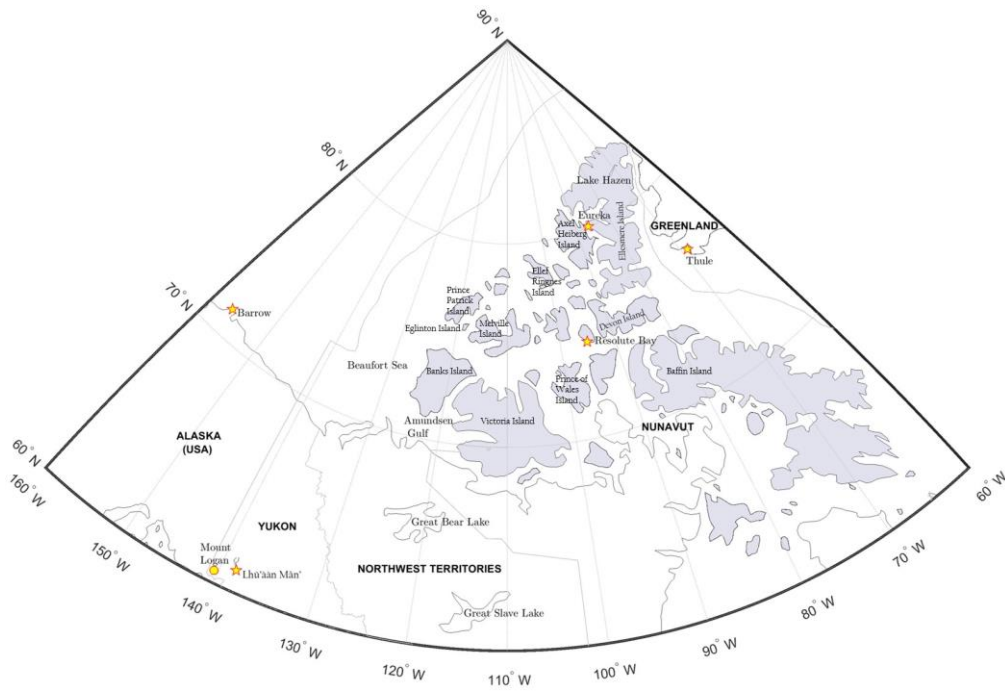 90° N
80° N
Lake Hazen
Eureka
Axel
Heiberg
Island
Ellesmere Island
GREENLAND
Thule
Ellef
Ringnes
Island
Prince
Patrick
Island
70° N
Barrow
Eglinton Island
Melville
Island
Devon Island
Resolute Bay
Beaufort Sea
Banks Island
Prince of
Wales
Island
Baffin Island
Amundsen
Gulf
Victoria Island
NUNAVUT
ALASKA
(USA)
60° N
160° W
60° W
YUKON
Great Bear Lake
150° W
70° W
Mount
Logan
Lhù'ààn Mân'
NORTHWEST TERRITORIES
140° W
80° W
Great Slave Lake
130° W
90° W
120° W
100° W
110° W